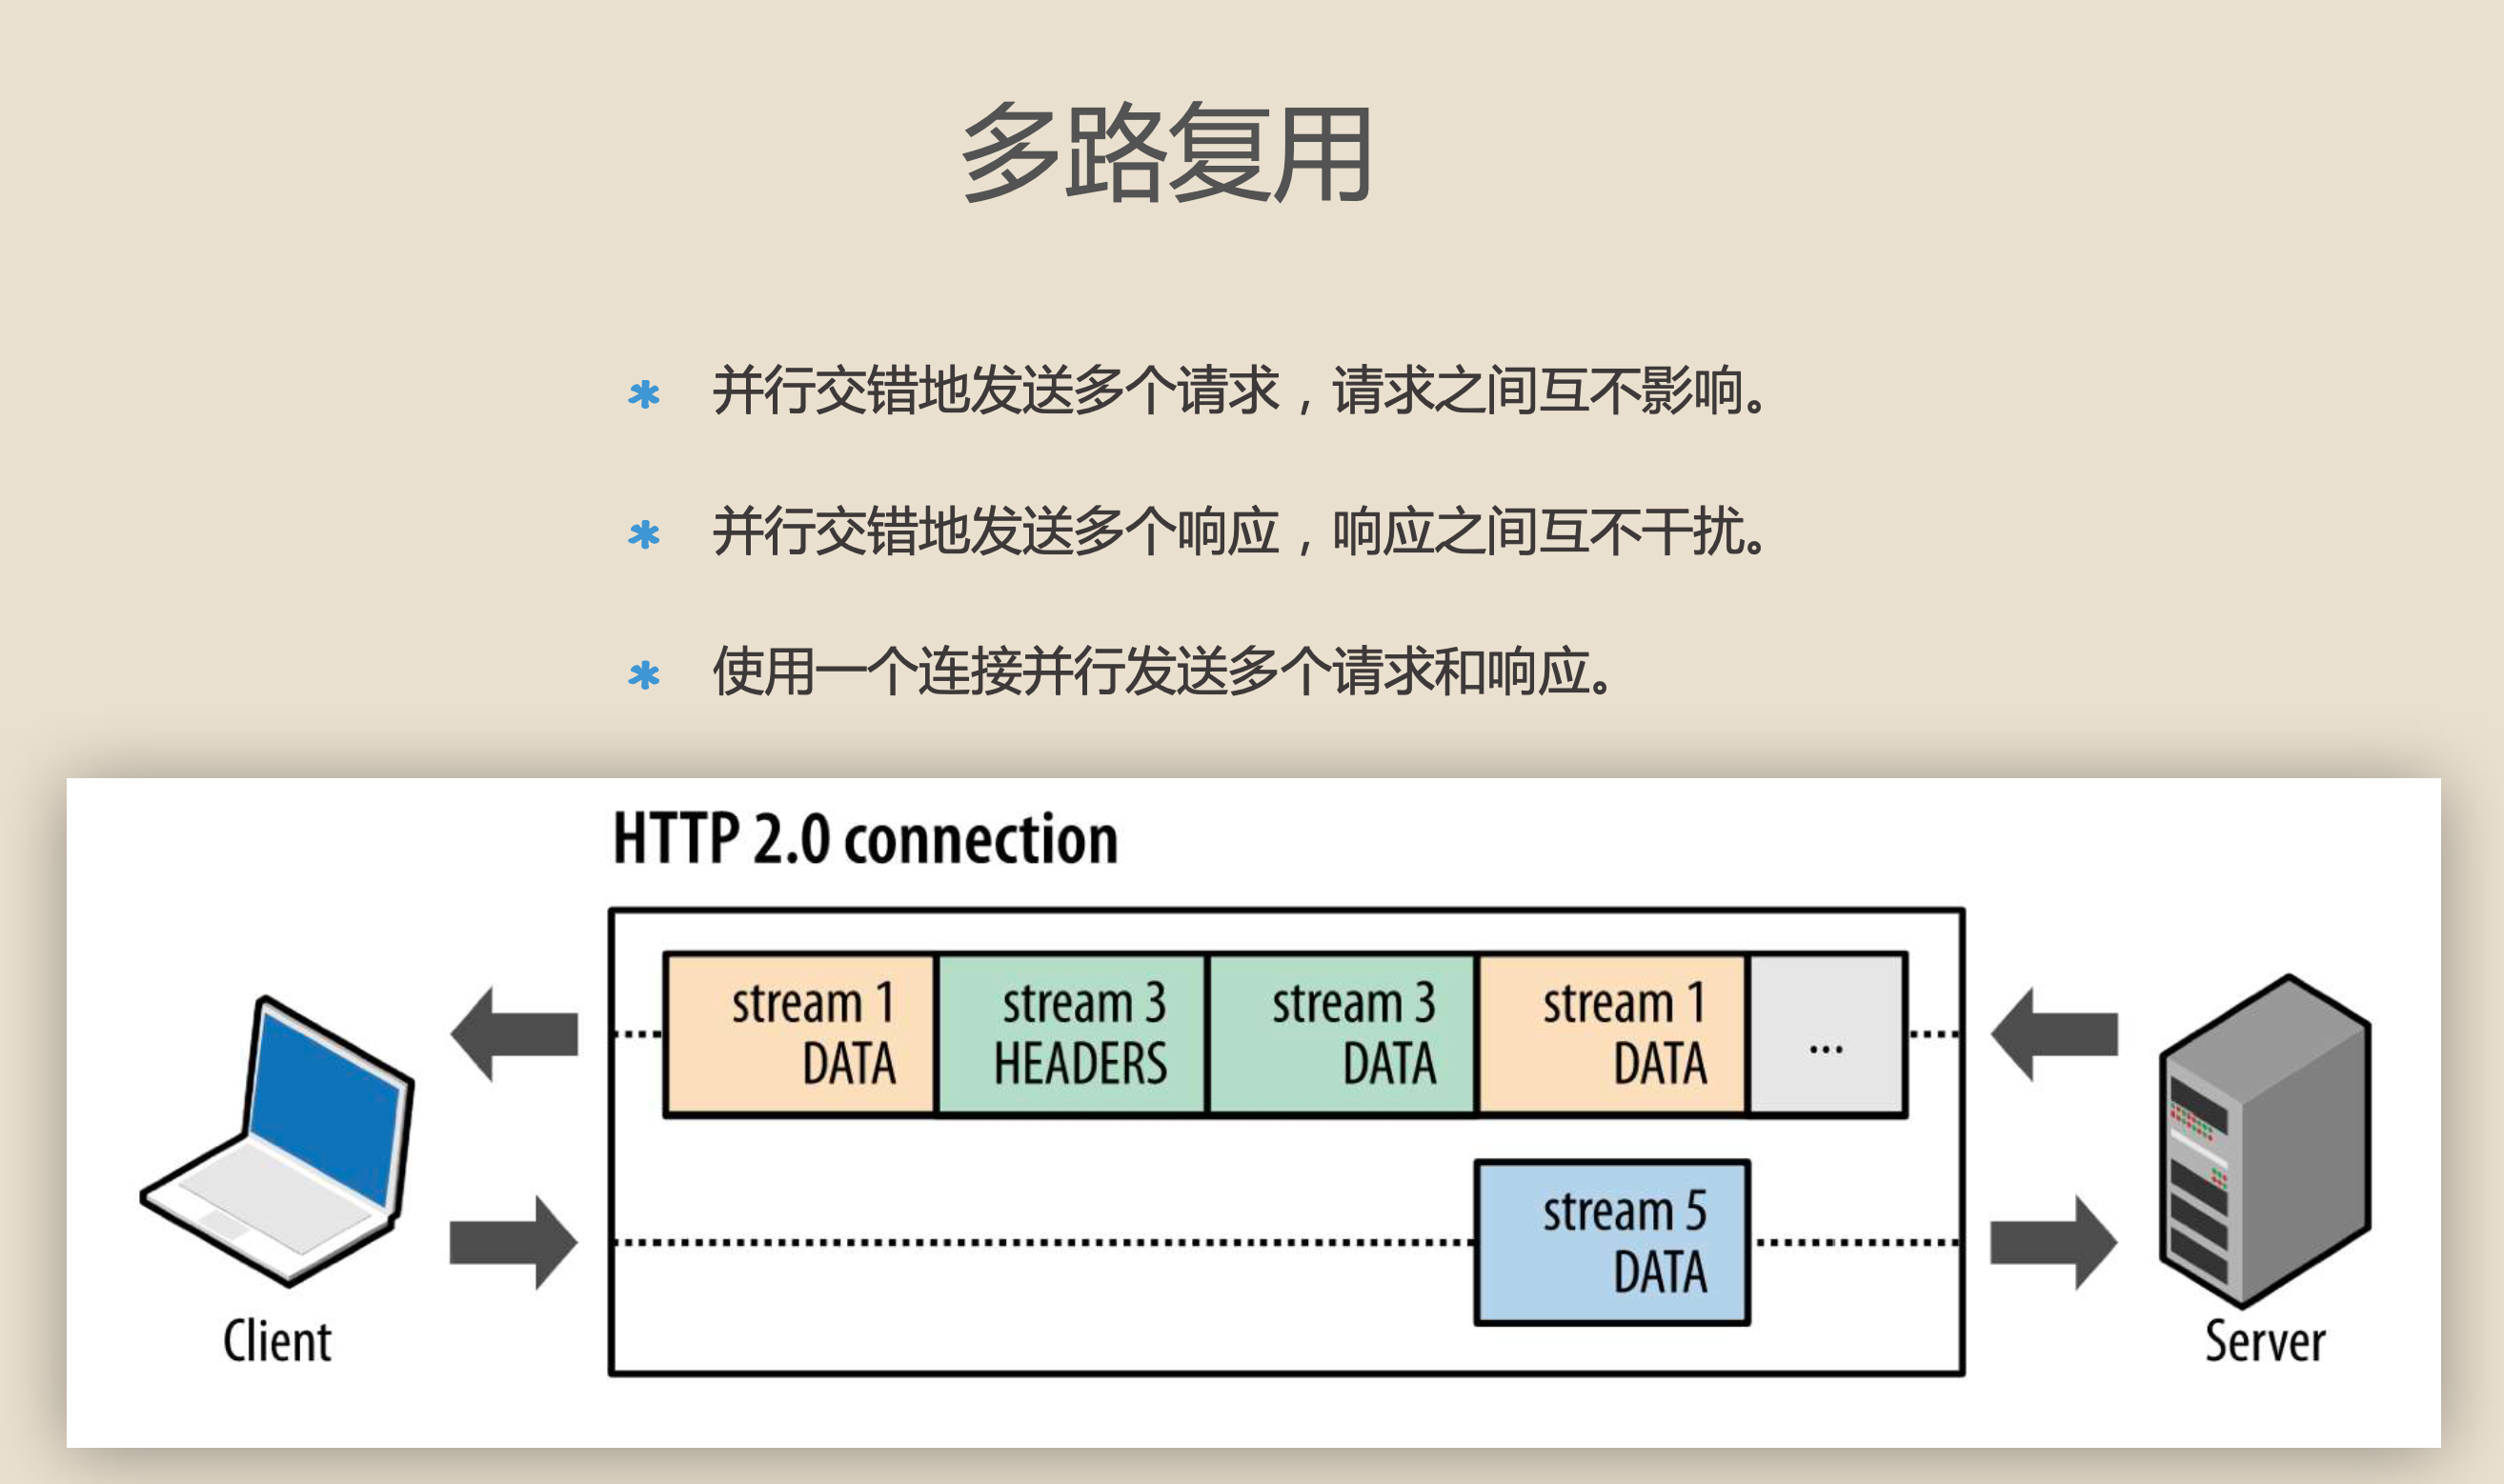 多路复用
并行交错地发送多个请求，请求之间互不影响。
并行交错地发送多个响应，响应之间互不干扰。
使用一个连接并行发送多个请求和响应。
HTTP 2.0 connection
stream 1
DATA
stream 3
HEADERS
stream 3
DATA
stream 1
DATA
...
stream 5
DATA
Client
Server